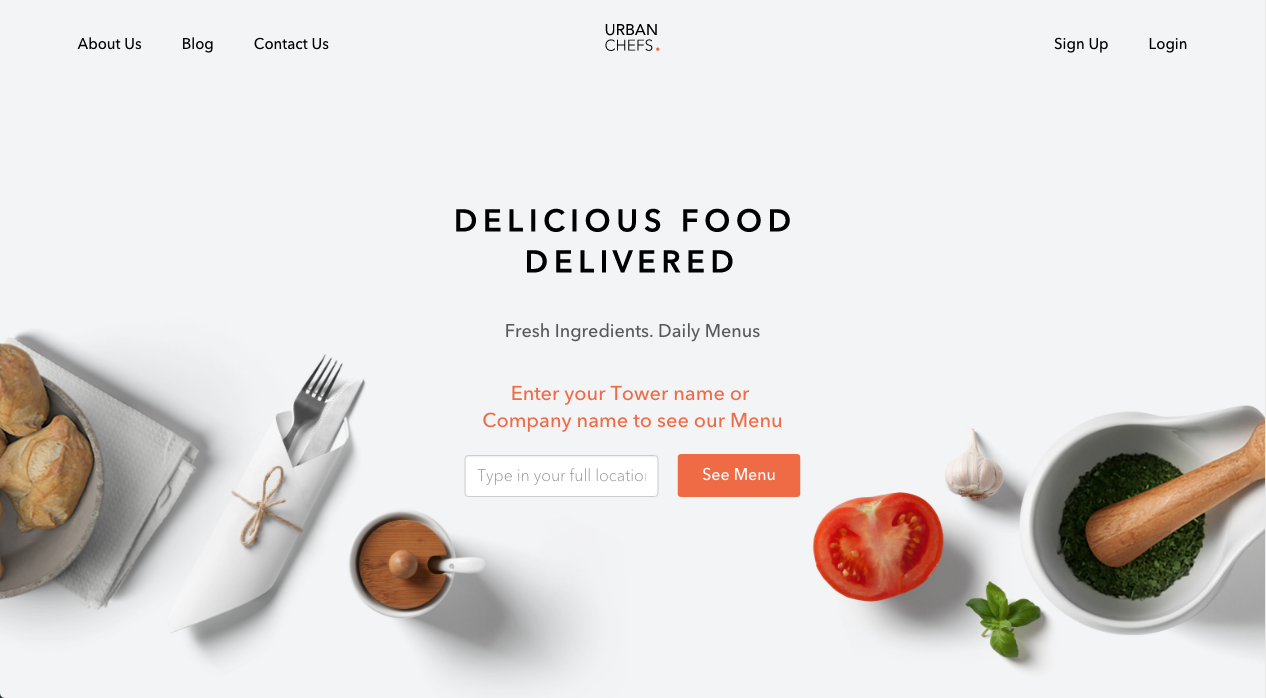 About Us
Blog
Contact Us
URBAN
CHEFS.
Sign Up
Login
DELICIOUS FOOD
DELIVERED
Fresh Ingredients. Daily Menus
Enter your Tower name or
Company name to see our Menu
Type in your full location
See Menu